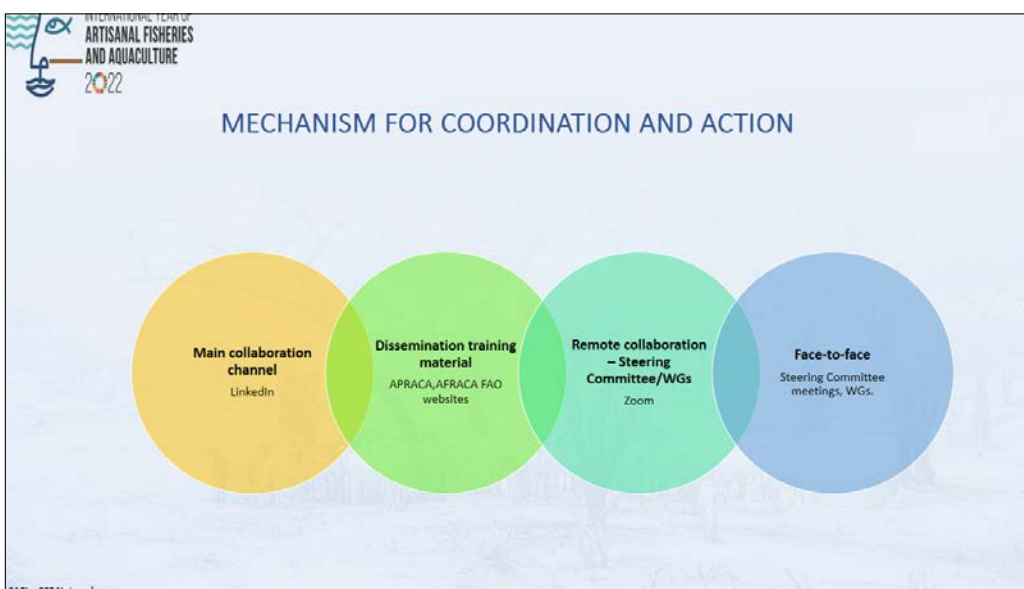 INTERNATIONAL YEAR OF
ARTISANAL FISHERIES
AND AQUACULTURE
2022
MECHANISM FOR COORDINATION AND ACTION
Main collaboration
channel
LinkedIn
Dissemination training
material
APRACA,AFRACA FAO
websites
Remote collaboration
– Steering
Committee/WGs
Zoom
Face-to-face
Steering Committee
meetings, WGs.